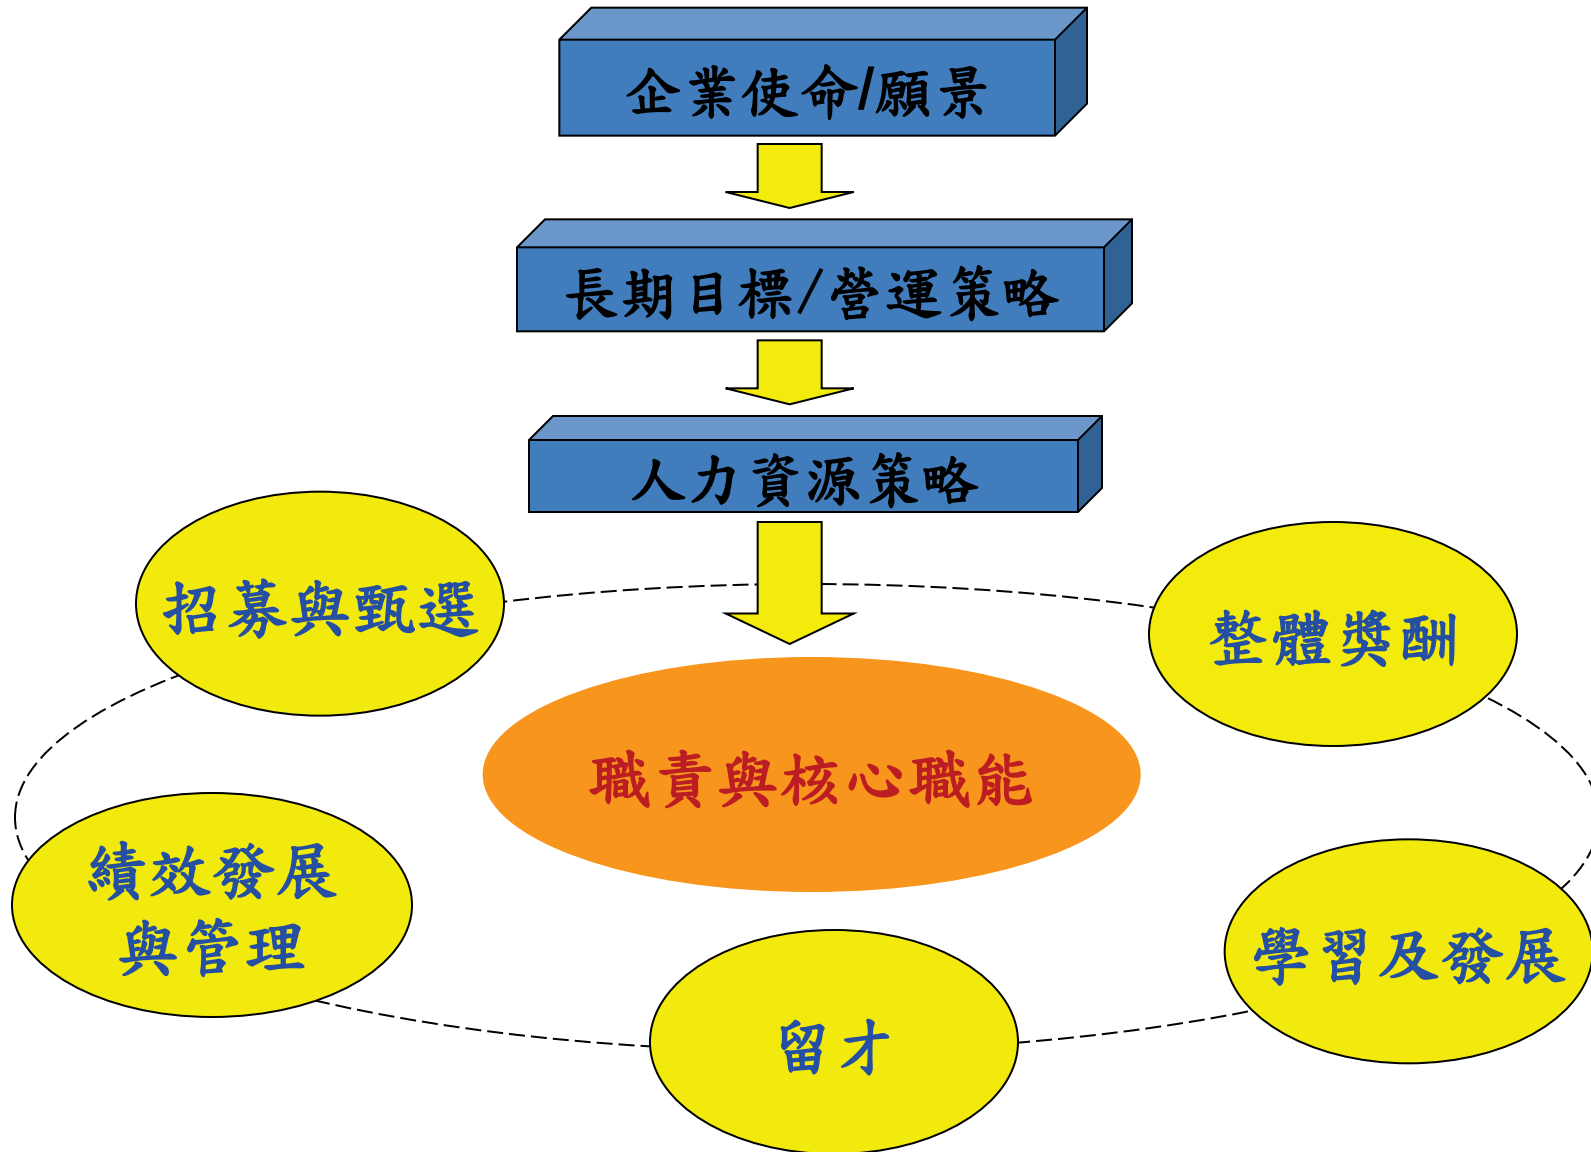 企業使命/願景
長期目標/營運策略
人力資源策略
招募與甄選
整體獎酬
職責與核心職能
績效發展
與管理
學習及發展
留才